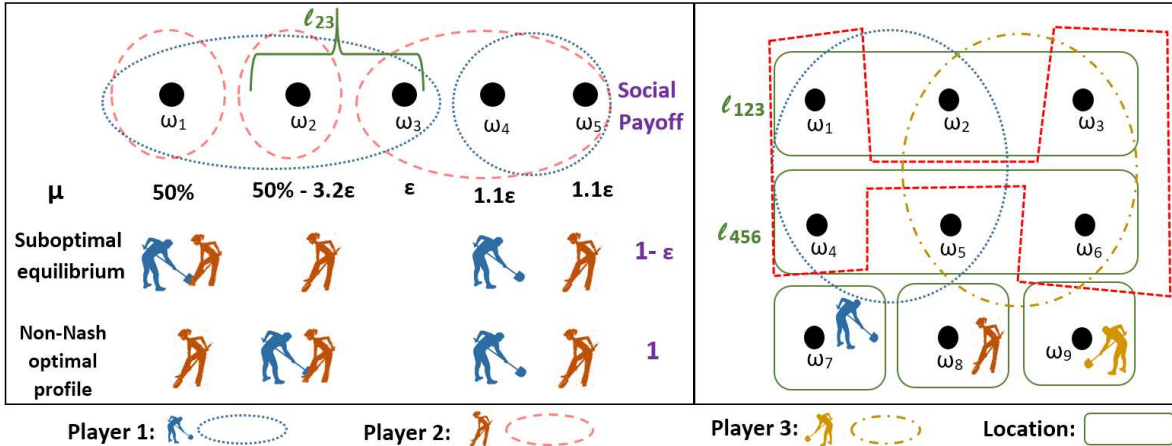 ℓ23
Social
Payoff
ω1 ω2 ω3 ω4 ω5
μ 50% 50% - 3.2ε ε 1.1ε 1.1ε
Suboptimal
equilibrium
1- ε
Non-Nash
optimal
profile
1
ℓ123
ω1 ω2 ω3
ℓ456
ω4 ω5 ω6
ω7 ω8 ω9
Player 1: Player 2: Player 3: Location: